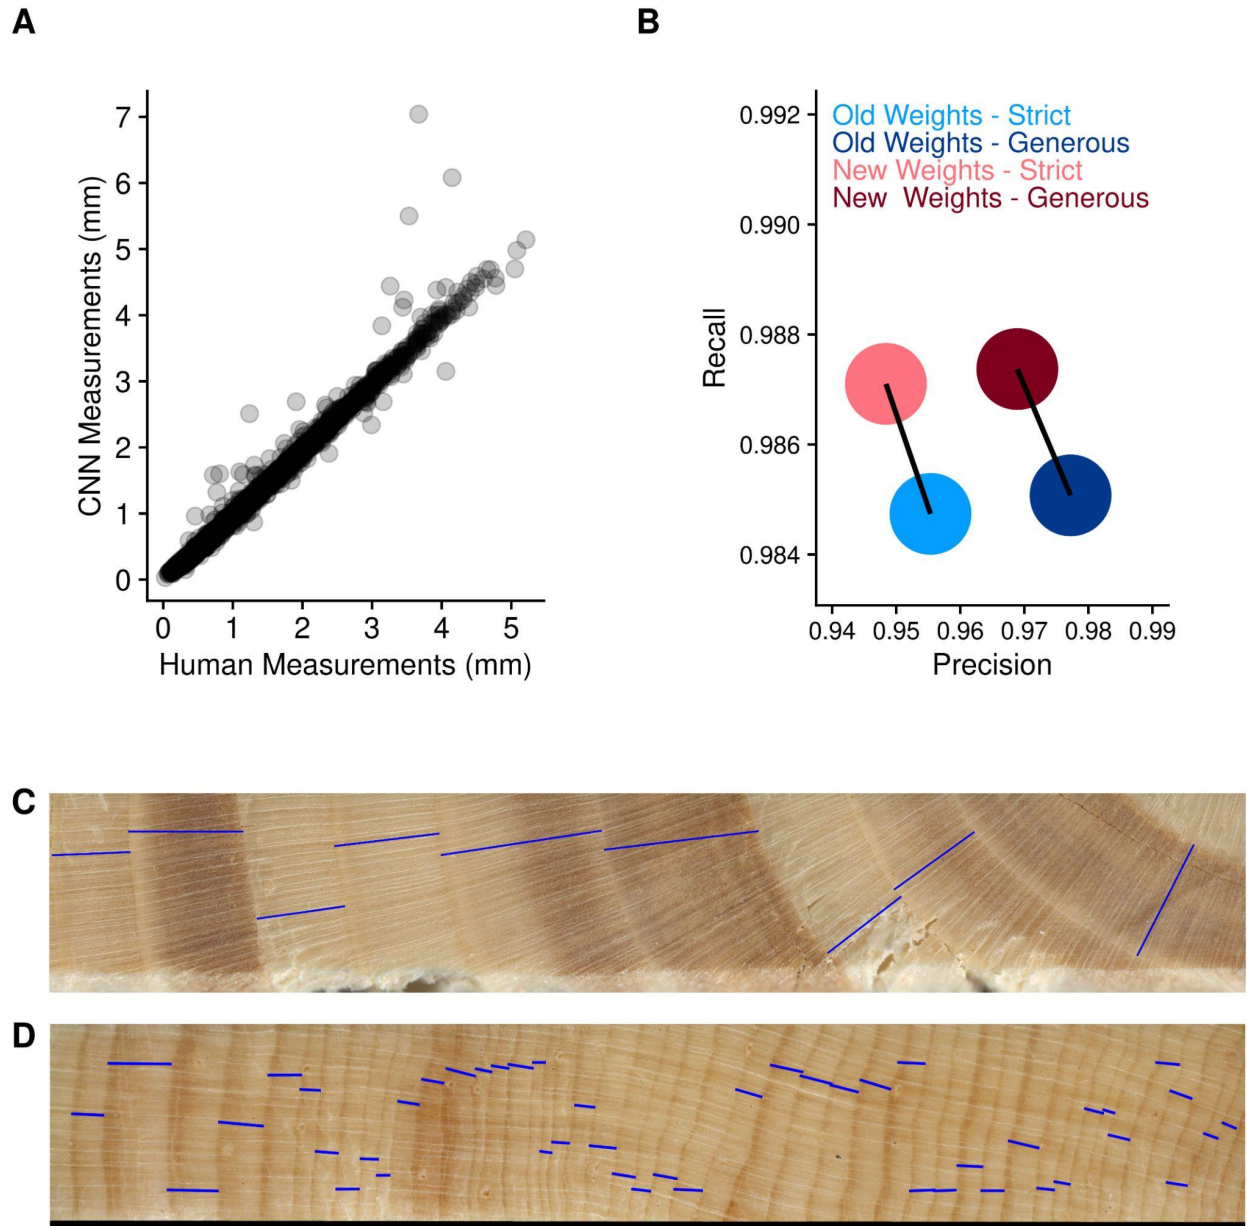 A
B
7
6
5
4
3
2
1
0
CNN Measurements (mm)
0 1 2 3 4 5
Human Measurements (mm)
Old Weights - Strict
Old Weights - Generous
New Weights - Strict
New  Weights - Generous
0.992
0.990
0.988
0.986
0.984
Recall
0.94 0.95 0.96 0.97 0.98 0.99
Precision
C
D